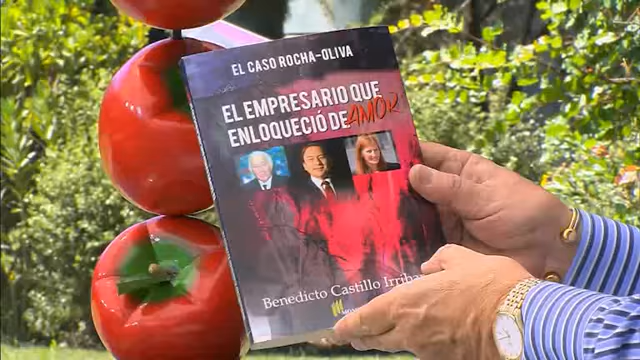 EL CASO ROCHA-OLIVA
EL EMPRESARIO QUE
ENLOQUECIÓ DE AMOR
Benedicto Castillo Irriba